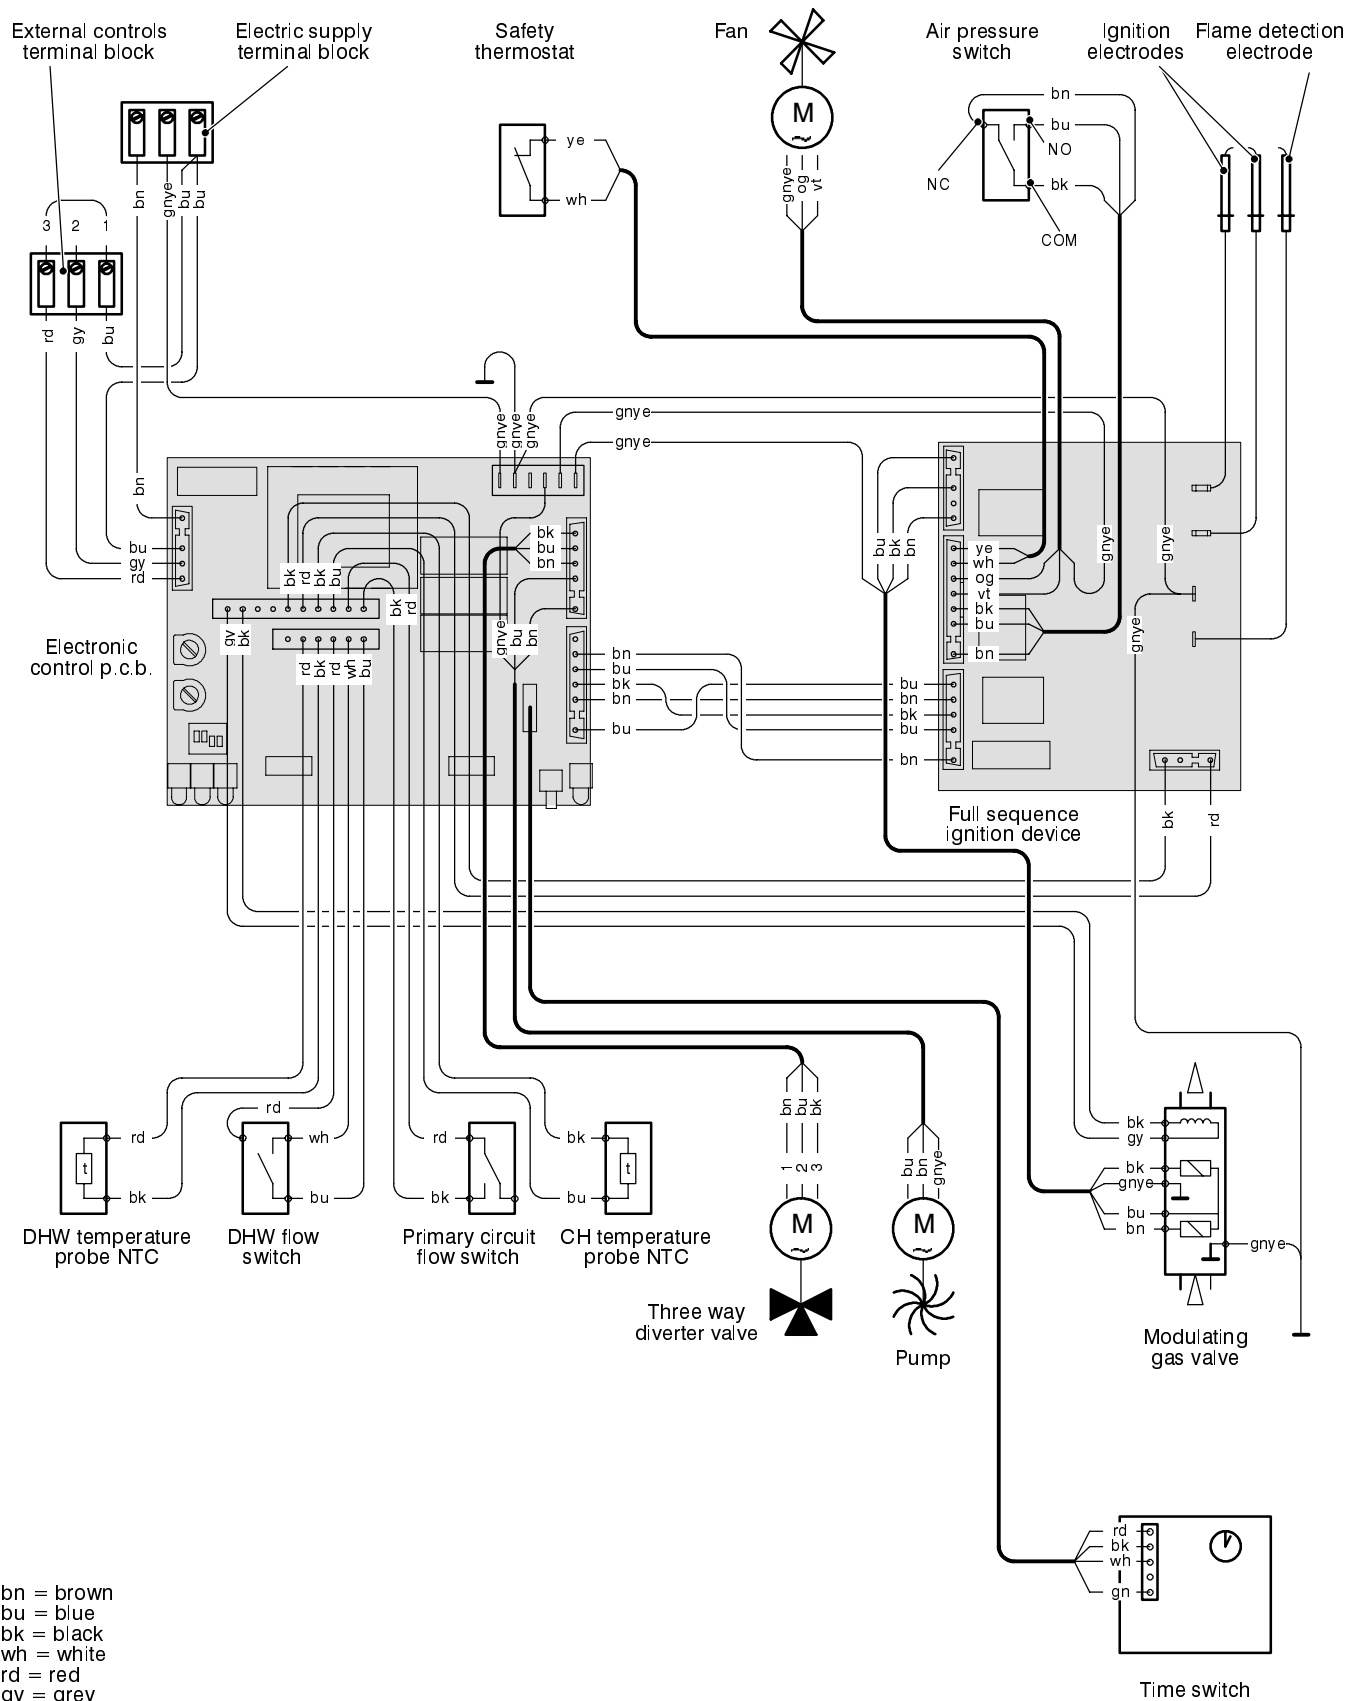 External controls
terminal block
Electric supply
terminal block
Safety
thermostat
Fan
Air pressure
switch
Ignition
electrodes
Flame detection
electrode
M
bn
bu
NO
bk
NC
COM
ye
wh
gnye
og
vt
bn
gnye
bu
bu
3
2
1
rd
gy
bu
gnye
gnye
gnye
gnye
gnye
bn
bu
gy
rd
bk
rd
bk
bu
bk
rd
bk
bu
bn
gy
bk
rd
bk
rd
wh
bu
gnye
bu
bn
bu
bk
bn
ye
wh
og
vt
bk
bu
bn
gnye
gnye
gnye
Electronic
control p.c.b.
bn
bu
bk
bn
bu
bu
bn
bk
bu
bn
Full sequence
ignition device
bk
rd
rd
bk
t
rd
wh
bu
rd
bk
bk
bu
t
DHW temperature
probe NTC
DHW flow
switch
Primary circuit
flow switch
CH temperature
probe NTC
bn
bu
bk
1
2
3
M
Three way
diverter valve
bu
bn
gnye
M
Pump
bk
gy
bk
gnye
bu
bn
gnye
Modulating
gas valve
rd
bk
wh
gn
Time switch
bn = brown
bu = blue
bk = black
wh = white
rd = red
gy = grey